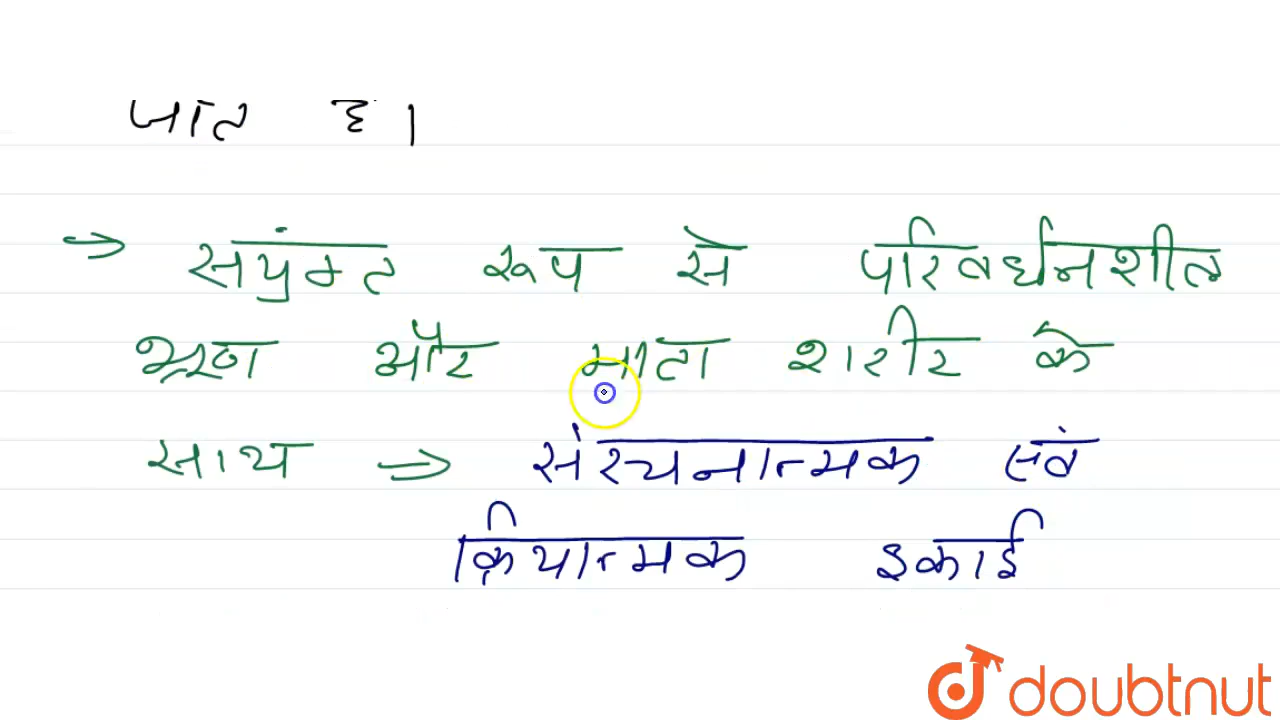 जाते है।
⇒ संयुक्त रूप से परिवर्धनशील
भ्रूण और माता शरीर के
साथ ⇒ संरचनात्मक एवं
क्रियात्मक इकाई
doubtnut